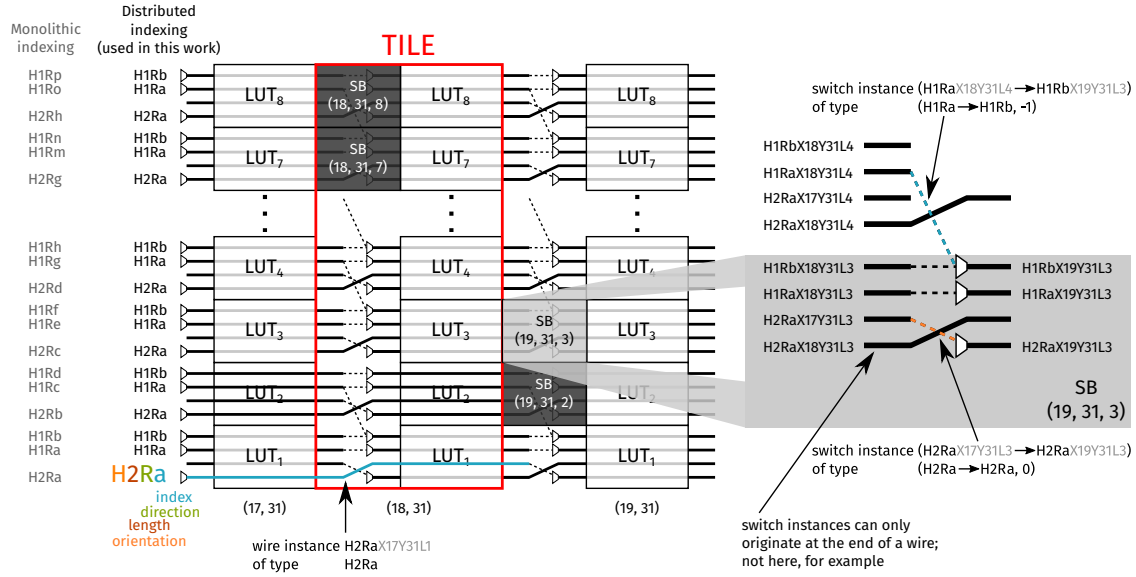 Monolithic
indexing
Distributed
indexing
(used in this work)
TILE
H1Rp
H1Ro
H2Rh
H1Rn
H1Rm
H2Rg
H1Rh
H1Rg
H2Rd
H1Rf
H1Re
H2Rc
H1Rd
H1Rc
H2Rb
H1Rb
H1Ra
H2Ra
H1Rb
H1Ra
H2Ra
H1Rb
H1Ra
H2Ra
H1Rb
H1Ra
H2Ra
H1Rb
H1Ra
H2Ra
H1Rb
H1Ra
H2Ra
H1Rb
H1Ra
H2Ra
index
direction
length
orientation
LUT8
LUT7
LUT4
LUT3
LUT2
LUT1
(17, 31)
SB
(18, 31, 8)
SB
(18, 31, 7)
LUT8
LUT7
LUT4
LUT3
LUT2
LUT1
(18, 31)
SB
(19, 31, 3)
SB
(19, 31, 2)
LUT8
LUT7
LUT4
LUT3
LUT2
LUT1
(19, 31)
wire instance H2RaX17Y31L1
of type H2Ra
switch instance (H1RaX18Y31L4→H1RbX19Y31L3)
of type (H1Ra→H1Rb, -1)
H1RbX18Y31L4
H1RaX18Y31L4
H2RaX17Y31L4
H2RaX18Y31L4
H1RbX18Y31L3 H1RbX19Y31L3
H1RaX18Y31L3 H1RaX19Y31L3
H2RaX17Y31L3
H2RaX18Y31L3 H2RaX19Y31L3
SB
(19, 31, 3)
switch instance (H2RaX17Y31L3→H2RaX19Y31L3)
of type (H2Ra→H2Ra, 0)
switch instances can only
originate at the end of a wire;
not here, for example